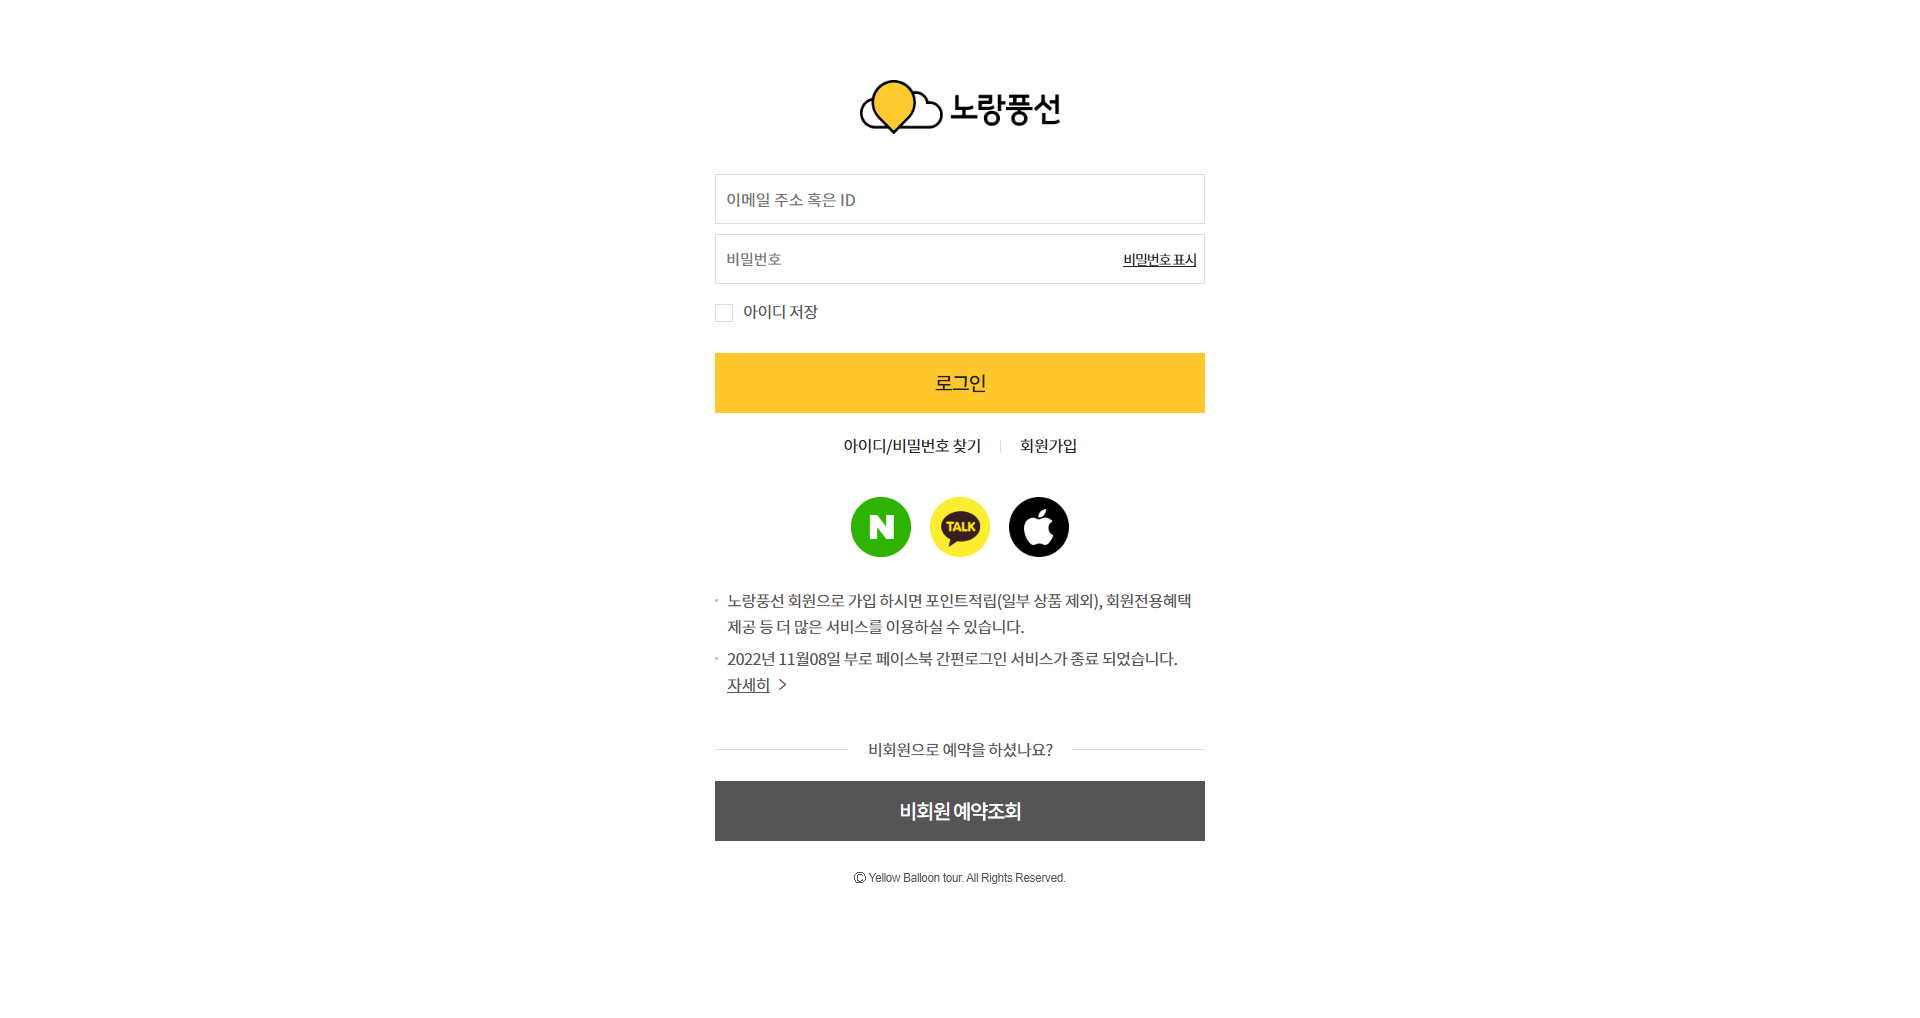 노랑풍선
이메일 주소 혹은 ID
비밀번호 비밀번호 표시
아이디 저장
로그인
아이디/비밀번호 찾기 회원가입
N TALK
노랑풍선 회원으로 가입 하시면 포인트적립(일부 상품 제외), 회원전용혜택
제공 등 더 많은 서비스를 이용하실 수 있습니다.
2022년 11월08일 부로 페이스북 간편로그인 서비스가 종료 되었습니다.
자세히
비회원으로 예약을 하셨나요?
비회원 예약조회
ⓒ Yellow Balloon tour. All Rights Reserved.